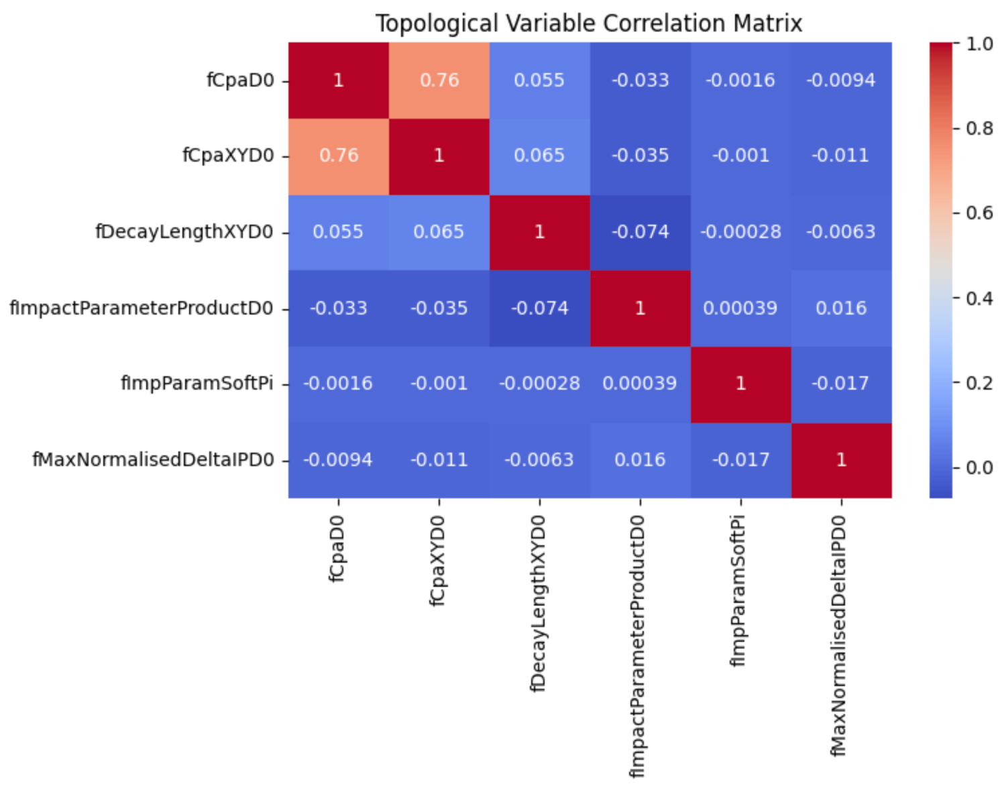 Topological Variable Correlation Matrix
fCpaD0 1 0.76 0.055 -0.033 -0.0016 -0.0094
fCpaXYD0 0.76 1 0.065 -0.035 -0.001 -0.011
fDecayLengthXYD0 0.055 0.065 1 -0.074 -0.00028 -0.0063
fImpactParameterProductD0 -0.033 -0.035 -0.074 1 0.00039 0.016
fImpParamSoftPi -0.0016 -0.001 -0.00028 0.00039 1 -0.017
fMaxNormalisedDeltaIPD0 -0.0094 -0.011 -0.0063 0.016 -0.017 1
fCpaD0
fCpaXYD0
fDecayLengthXYD0
fImpactParameterProductD0
fImpParamSoftPi
fMaxNormalisedDeltaIPD0
1.0
0.8
0.6
0.4
0.2
0.0